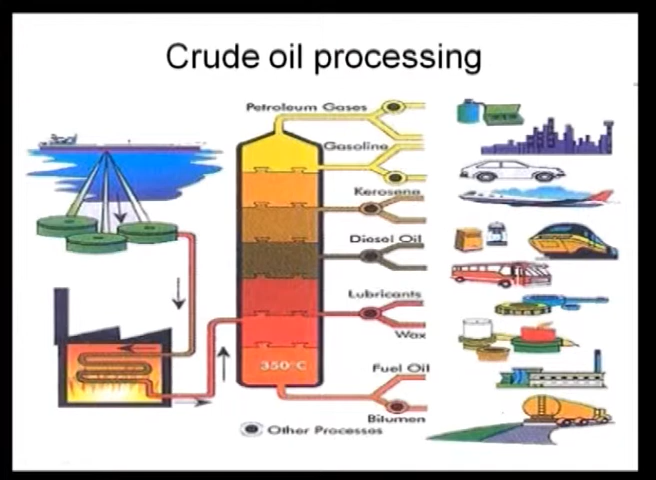 Crude oil processing
Petroleum Gases
Gasoline
Kerosene
Diesel Oil
Lubricants
Wax
350°C
Fuel Oil
Bitumen
Other Processes